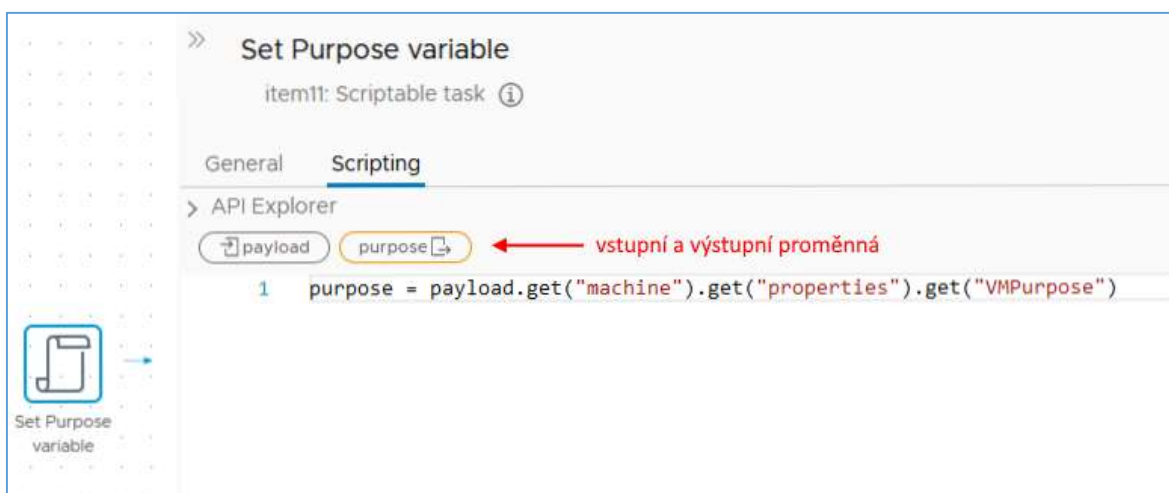 Set Purpose variable
item11: Scriptable task
General Scripting
API Explorer
payload purpose vstupní a výstupní proměnná
1 purpose = payload.get("machine").get("properties").get("VMPurpose")
Set Purpose
variable